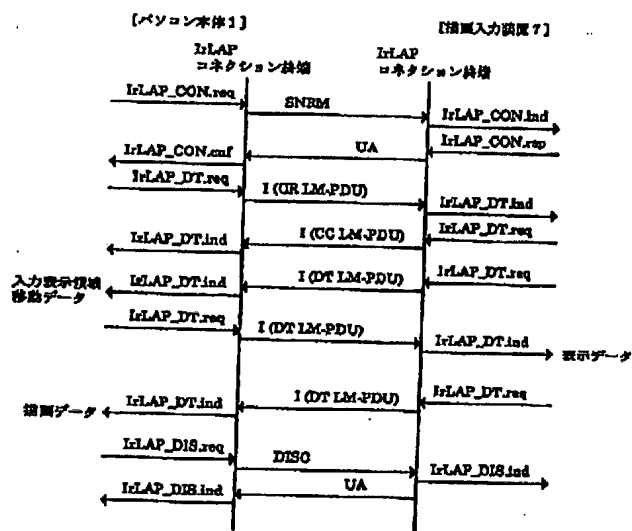 [パソコン本体1]
[描画入力装置7]
IrLAP
コネクション終端
IrLAP
コネクション終端
IrLAP_CON.req
SNRM
IrLAP_CON.ind
UA
IrLAP_CON.rsp
IrLAP_CON.cnf
IrLAP_DT.req
I (CR LM-PDU)
IrLAP_DT.ind
I (CC LM-PDU)
IrLAP_DT.req
IrLAP_DT.ind
入力表示領域
移動データ
IrLAP_DT.ind
I (DT LM-PDU)
IrLAP_DT.req
IrLAP_DT.req
I (DT LM-PDU)
IrLAP_DT.ind
表示データ
描画データ
IrLAP_DT.ind
I (DT LM-PDU)
IrLAP_DT.req
IrLAP_DIS.req
DISC
IrLAP_DIS.ind
UA
IrLAP_DIS.ind